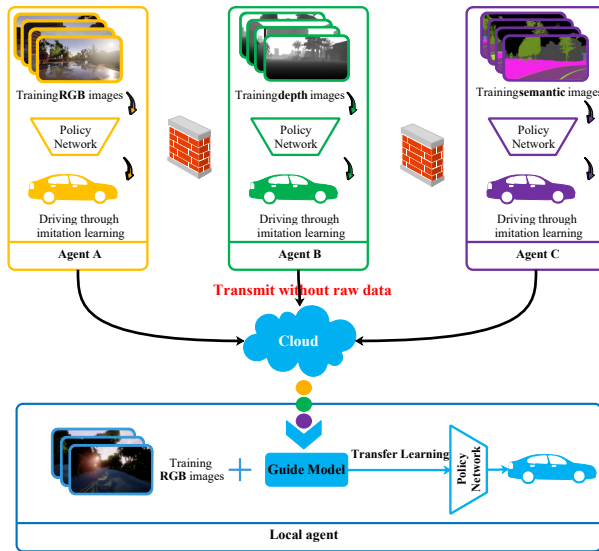 Training RGB images
Policy
Network
Driving through
imitation learning
Agent A
Training depth images
Policy
Network
Driving through
imitation learning
Agent B
Training semantic images
Policy
Network
Driving through
imitation learning
Agent C
Transmit without raw data
Cloud
Training
RGB images
Guide Model
Transfer Learning
Policy
Network
Local agent